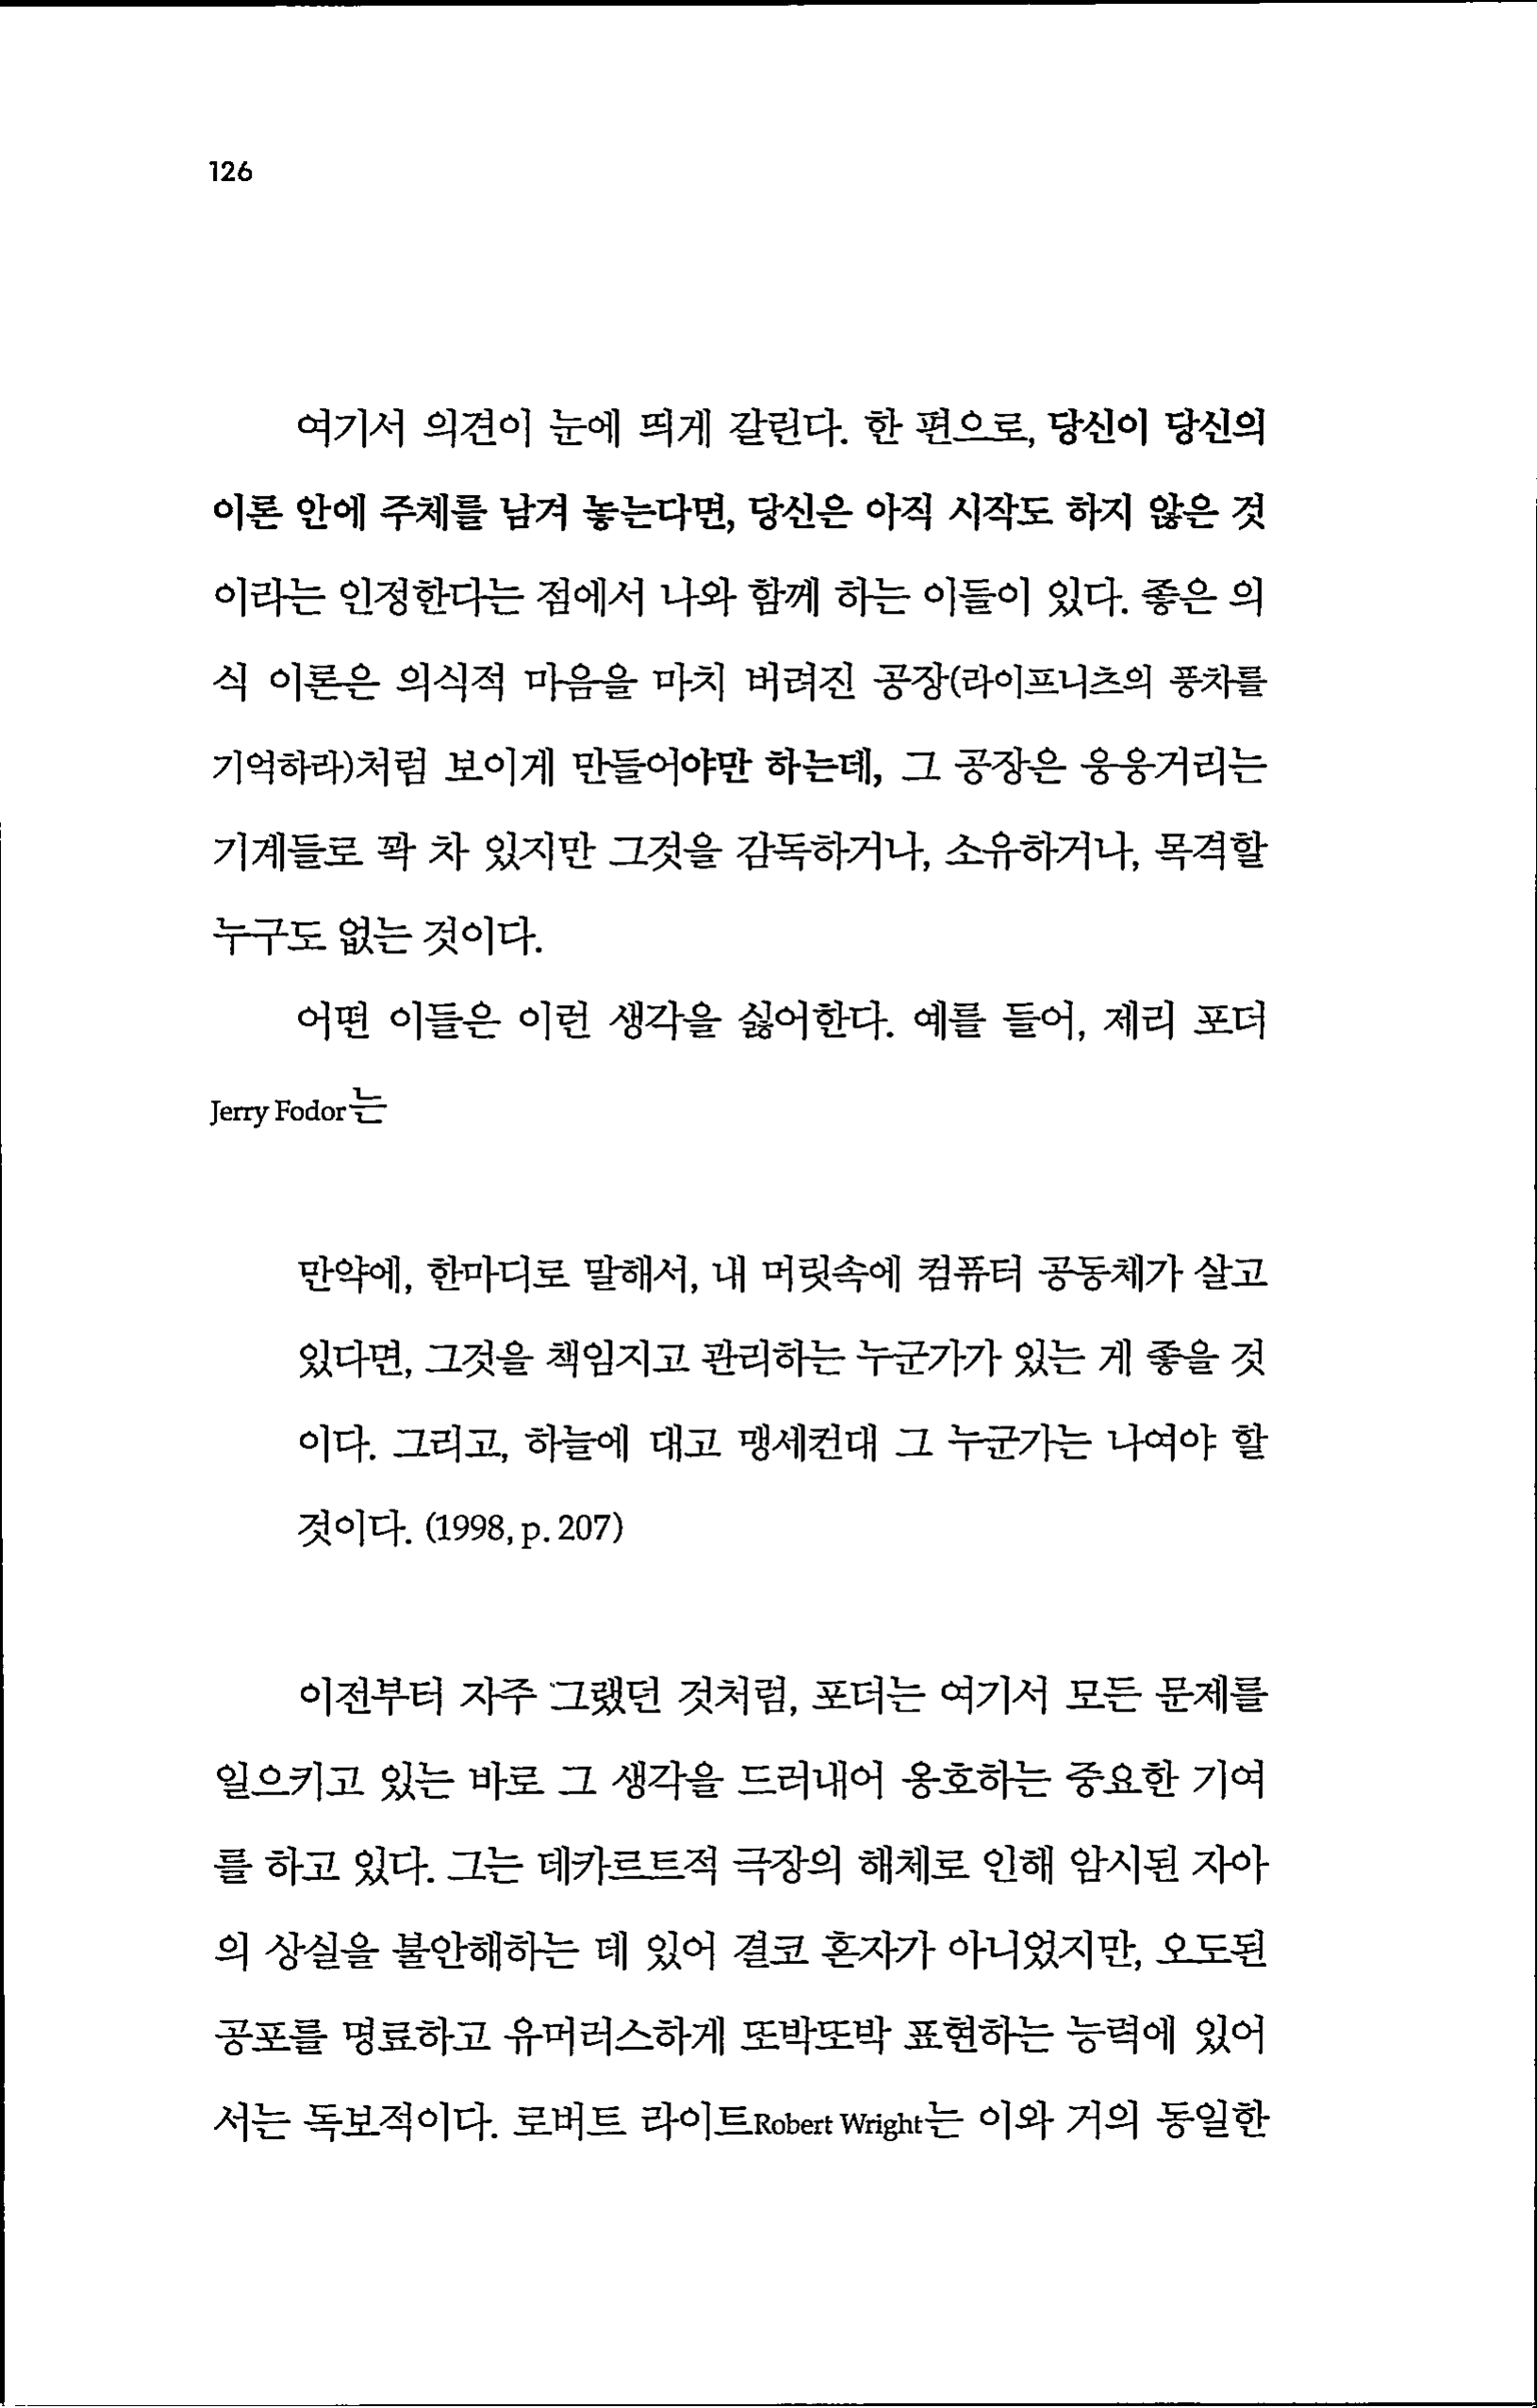 126
여기서 의견이 눈에 띄게 갈린다. 한 편으로, 당신이 당신의
이론 안에 주체를 남겨 놓는다면, 당신은 아직 시작도 하지 않은 것
이라는 인정한다는 점에서 나와 함께 하는 이들이 있다. 좋은 의
식 이론은 의식적 마음을 마치 버려진 공장(라이프니츠의 풍차를
기억하라)처럼 보이게 만들어야만 하는데, 그 공장은 웅웅거리는
기계들로 꽉 차 있지만 그것을 감독하거나, 소유하거나, 목격할
누구도 없는 것이다.
어떤 이들은 이런 생각을 싫어한다. 예를 들어, 제리 포더
Jerry Fodor는
만약에, 한마디로 말해서, 내 머릿속에 컴퓨터 공동체가 살고
있다면, 그것을 책임지고 관리하는 누군가가 있는 게 좋을 것
이다. 그리고, 하늘에 대고 맹세컨대 그 누군가는 나여야 할
것이다. (1998, p. 207)
이전부터 자주 그랬던 것처럼, 포더는 여기서 모든 문제를
일으키고 있는 바로 그 생각을 드러내어 옹호하는 중요한 기여
를 하고 있다. 그는 데카르트적 극장의 해체로 인해 암시된 자아
의 상실을 불안해하는 데 있어 결코 혼자가 아니었지만, 오도된
공포를 명료하고 유머러스하게 또박또박 표현하는 능력에 있어
서는 독보적이다. 로버트 라이트Robert Wright는 이와 거의 동일한